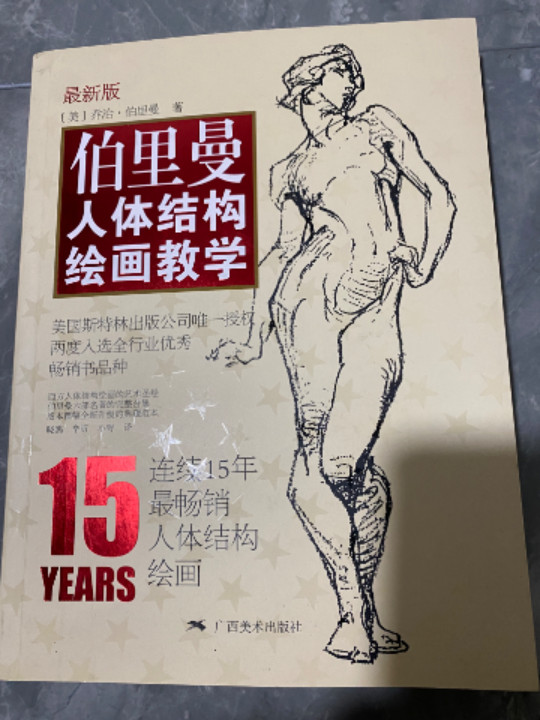 最新版
[美]乔治·伯里曼 著
伯里曼
人体结构
绘画教学
美国斯特林出版公司唯一授权
两度入选全行业优秀
畅销书品种
15
YEARS
连续15年
最畅销
人体结构
绘画
广西美术出版社